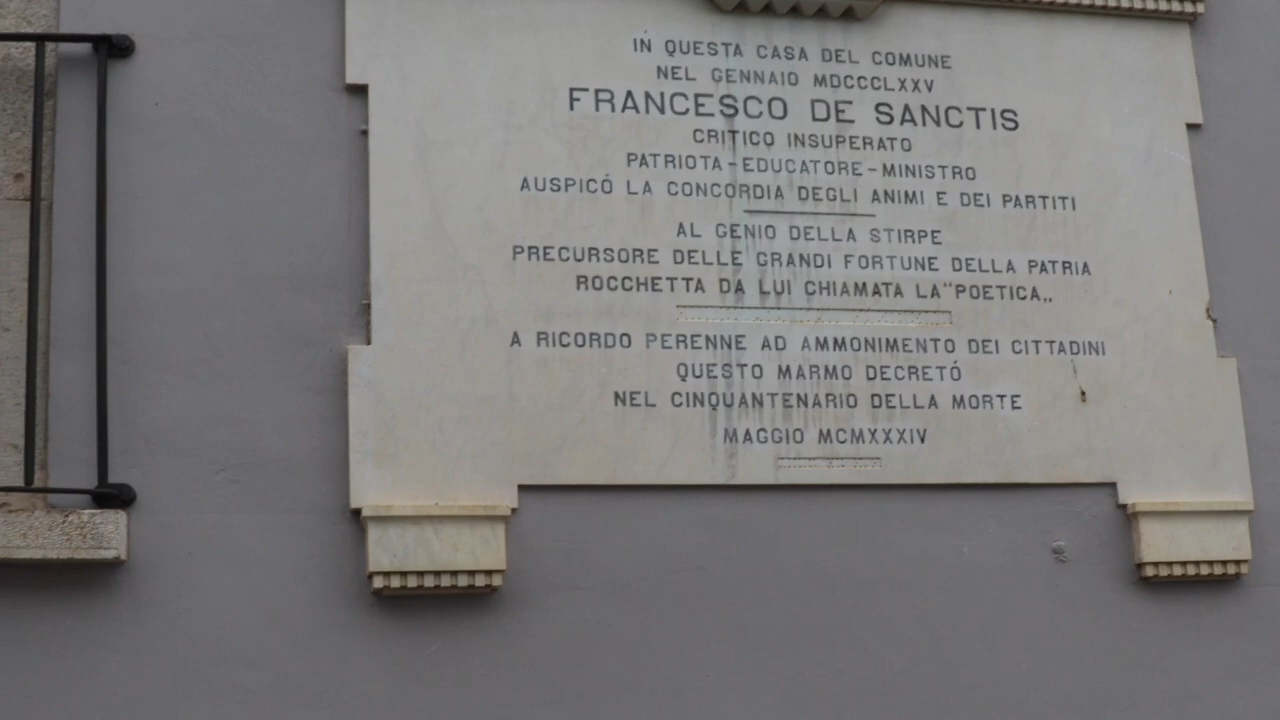 IN QUESTA CASA DEL COMUNE
NEL GENNAIO MDCCCLXXV
FRANCESCO DE SANCTIS
CRITICO INSUPERATO
PATRIOTA-EDUCATORE-MINISTRO
AUSPICÓ LA CONCORDIA DEGLI ANIMI E DEI PARTITI
AL GENIO DELLA STIRPE
PRECURSORE DELLE GRANDI FORTUNE DELLA PATRIA
ROCCHETTA DA LUI CHIAMATA LA "POETICA„
A RICORDO PERENNE AD AMMONIMENTO DEI CITTADINI
QUESTO MARMO DECRETÓ
NEL CINQUANTENARIO DELLA MORTE
MAGGIO MCMXXXIV